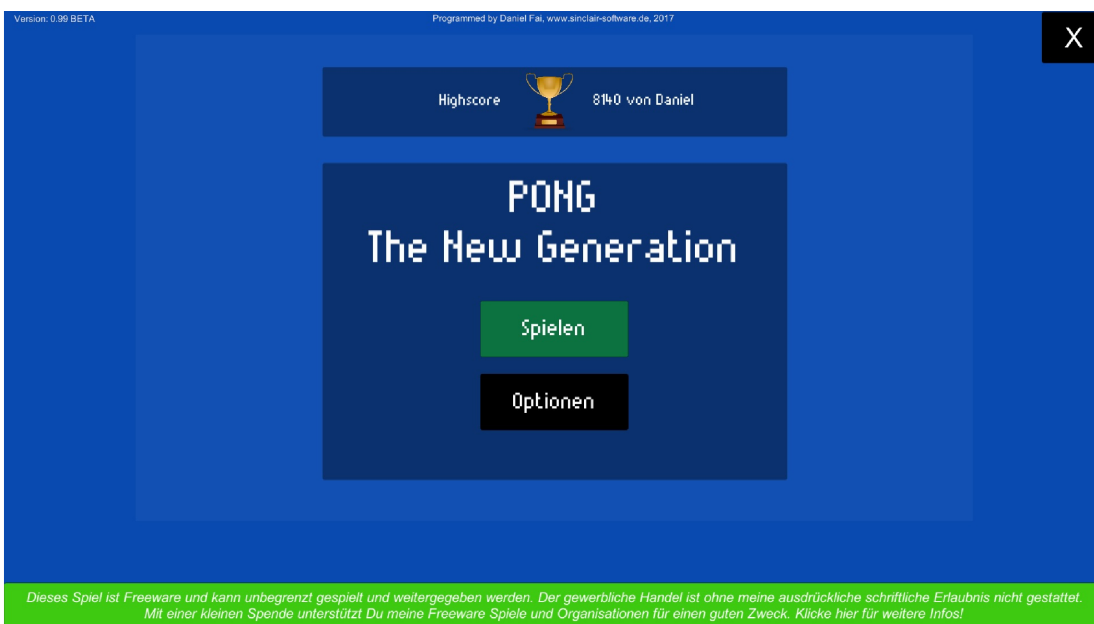 Version: 0.99 BETA
Programmed by Daniel Fai, www.sinclair-software.de, 2017
X
Highscore
8140 von Daniel
PONG
The New Generation
Spielen
Optionen
Dieses Spiel ist Freeware und kann unbegrenzt gespielt und weitergegeben werden. Der gewerbliche Handel ist ohne meine ausdrückliche schriftliche Erlaubnis nicht gestattet.
Mit einer kleinen Spende unterstützt Du meine Freeware Spiele und Organisationen für einen guten Zweck. Klicke hier für weitere Infos!